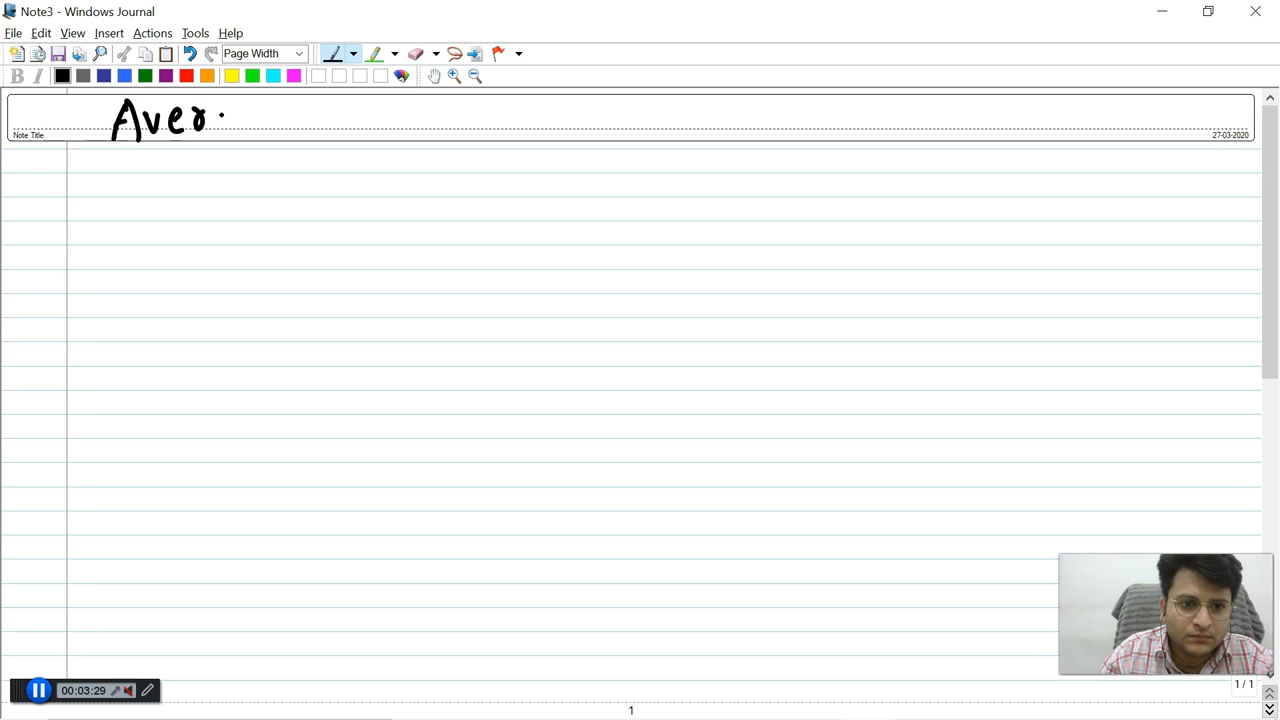 Note3 - Windows Journal
File Edit View Insert Actions Tools Help
Page Width
B I
Aver
Note Title
27-03-2020
00:03:29
1 / 1
1